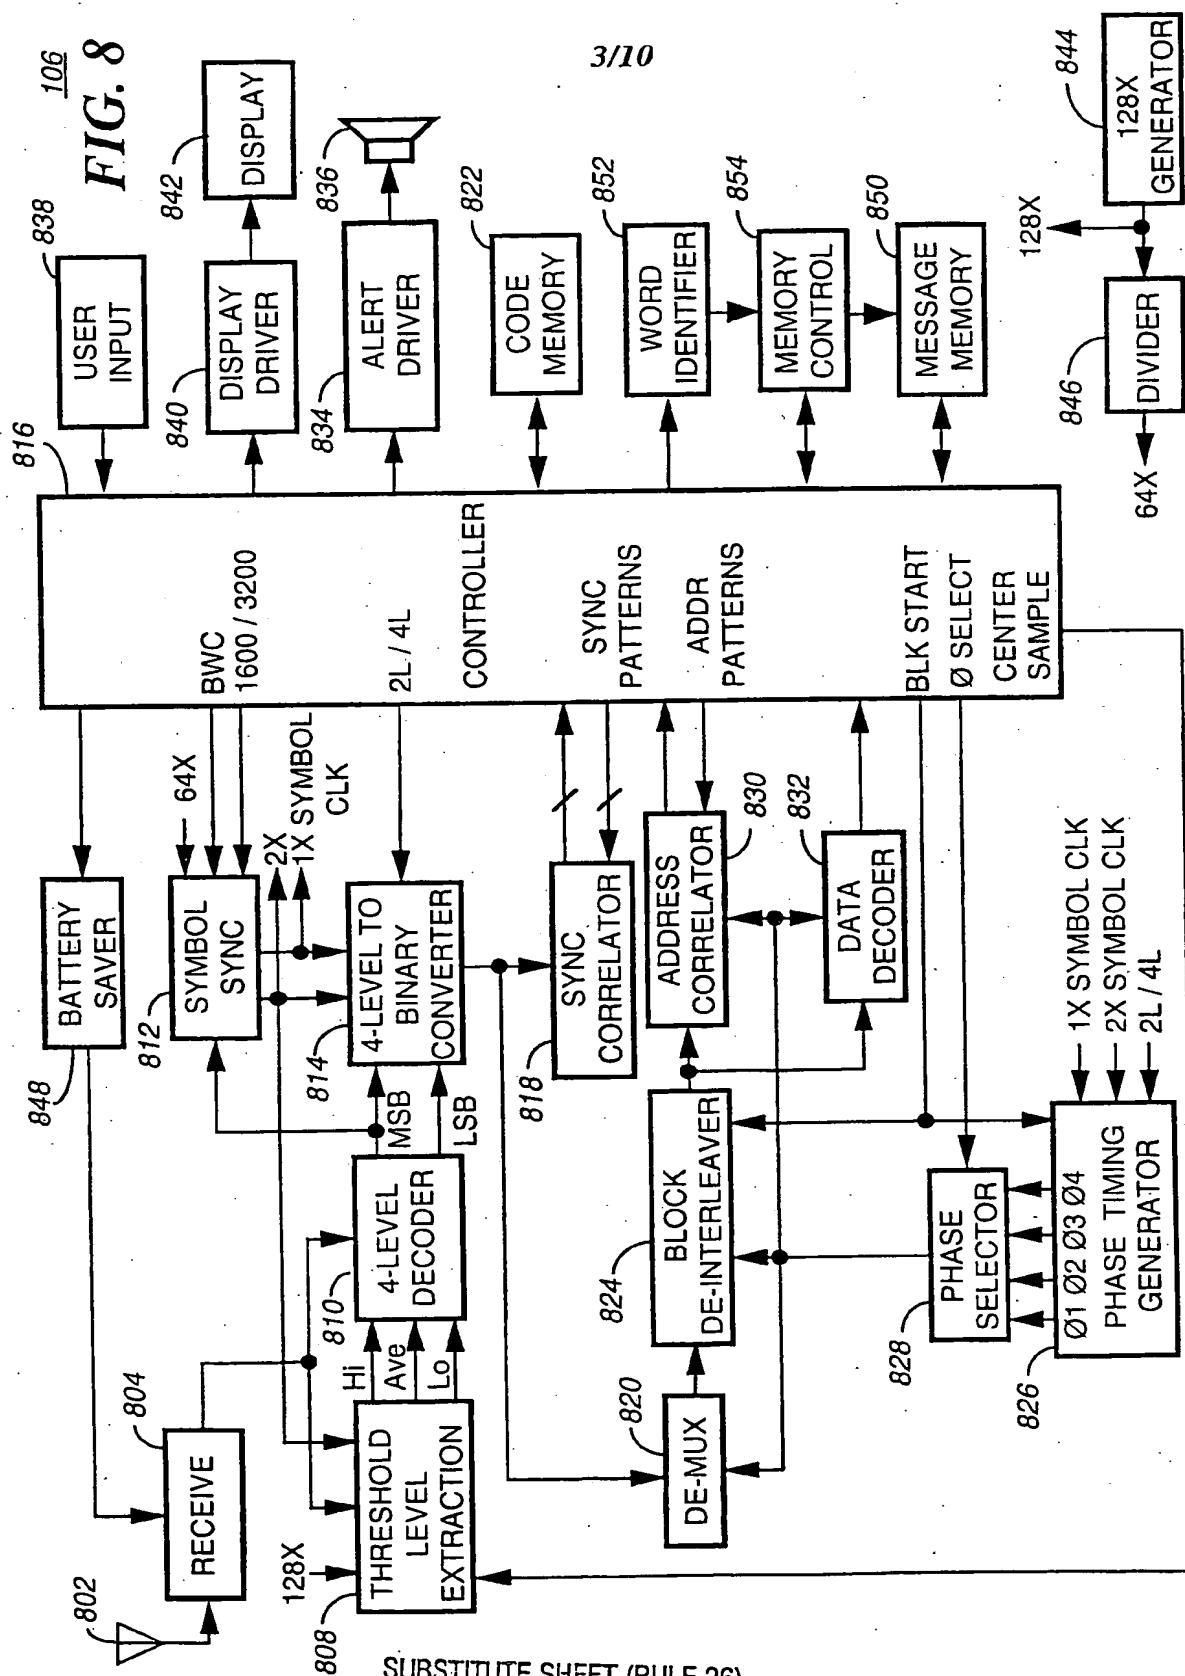 3/10
106
FIG. 8
802
RECEIVE
804
BATTERY
SAVER
848
816
USER
INPUT
838
128X
THRESHOLD
LEVEL
EXTRACTION
808
Hi
Ave
Lo
4-LEVEL
DECODER
810
MSB
LSB
SYMBOL
SYNC
812
64X
BWC
1600 / 3200
2X
1X SYMBOL
CLK
4-LEVEL TO
BINARY
CONVERTER
814
2L / 4L
CONTROLLER
DISPLAY
DRIVER
840
DISPLAY
842
ALERT
DRIVER
834
836
SYNC
CORRELATOR
818
SYNC
PATTERNS
CODE
MEMORY
822
DE-MUX
820
BLOCK
DE-INTERLEAVER
824
ADDRESS
CORRELATOR
830
ADDR
PATTERNS
WORD
IDENTIFIER
852
DATA
DECODER
832
MEMORY
CONTROL
854
BLK START
Ø SELECT
CENTER
SAMPLE
MESSAGE
MEMORY
850
PHASE
SELECTOR
828
Ø1 Ø2 Ø3 Ø4
PHASE TIMING
GENERATOR
826
1X SYMBOL CLK
2X SYMBOL CLK
2L / 4L
64X
DIVIDER
846
128X
128X
GENERATOR
844
SUBSTITUTE SHEET (RULE 26)